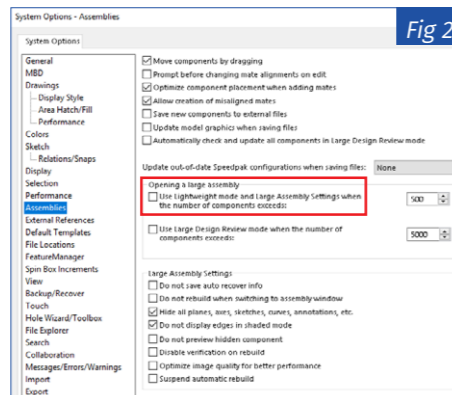 System Options - Assemblies
Fig 2
System Options
General
MBD
Drawings
Display Style
Area Hatch/Fill
Performance
Colors
Sketch
Relations/Snaps
Display
Selection
Performance
Assemblies
External References
Default Templates
File Locations
FeatureManager
Spin Box Increments
View
Backup/Recover
Touch
Hole Wizard/Toolbox
File Explorer
Search
Collaboration
Messages/Errors/Warnings
Import
Export
Move components by dragging
Prompt before changing mate alignments on edit
Optimize component placement when adding mates
Allow creation of misaligned mates
Save new components to external files
Update model graphics when saving files
Automatically check and update all components in Large Design Review mode
Update out-of-date Speedpak configurations when saving files: None
Opening a large assembly
Use Lightweight mode and Large Assembly Settings when
the number of components exceeds: 500
Use Large Design Review mode when the number of
components exceeds: 5000
Large Assembly Settings
Do not save auto recover info
Do not rebuild when switching to assembly window
Hide all planes, axes, sketches, curves, annotations, etc.
Do not display edges in shaded mode
Do not preview hidden component
Disable verification on rebuild
Optimize image quality for better performance
Suspend automatic rebuild